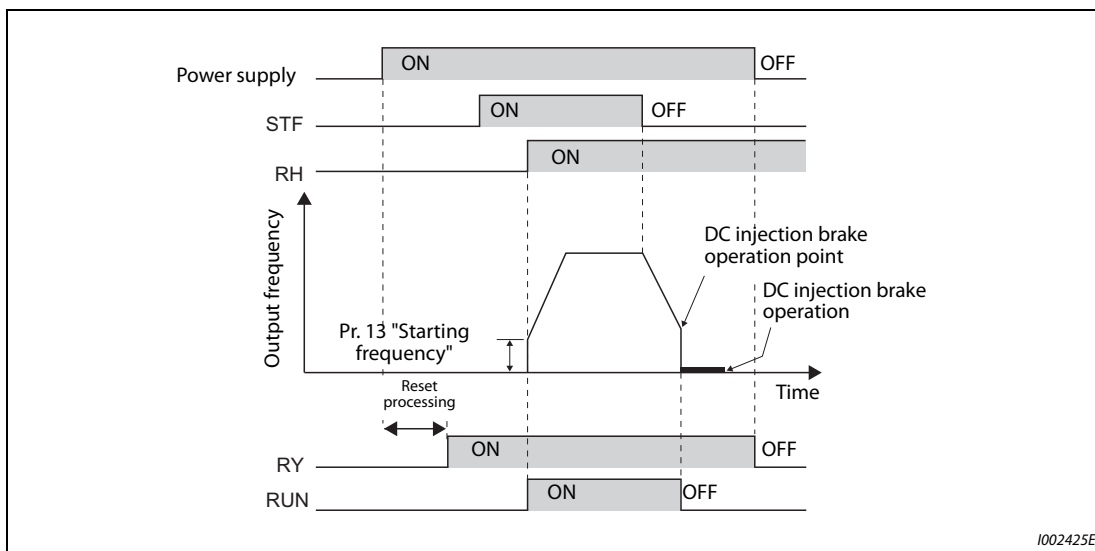 Power supply
ON
OFF
STF
ON
OFF
RH
ON
Output frequency
DC injection brake
operation point
DC injection brake
operation
Pr. 13 "Starting
frequency"
Time
Reset
processing
RY
ON
OFF
RUN
ON
OFF
I002425E